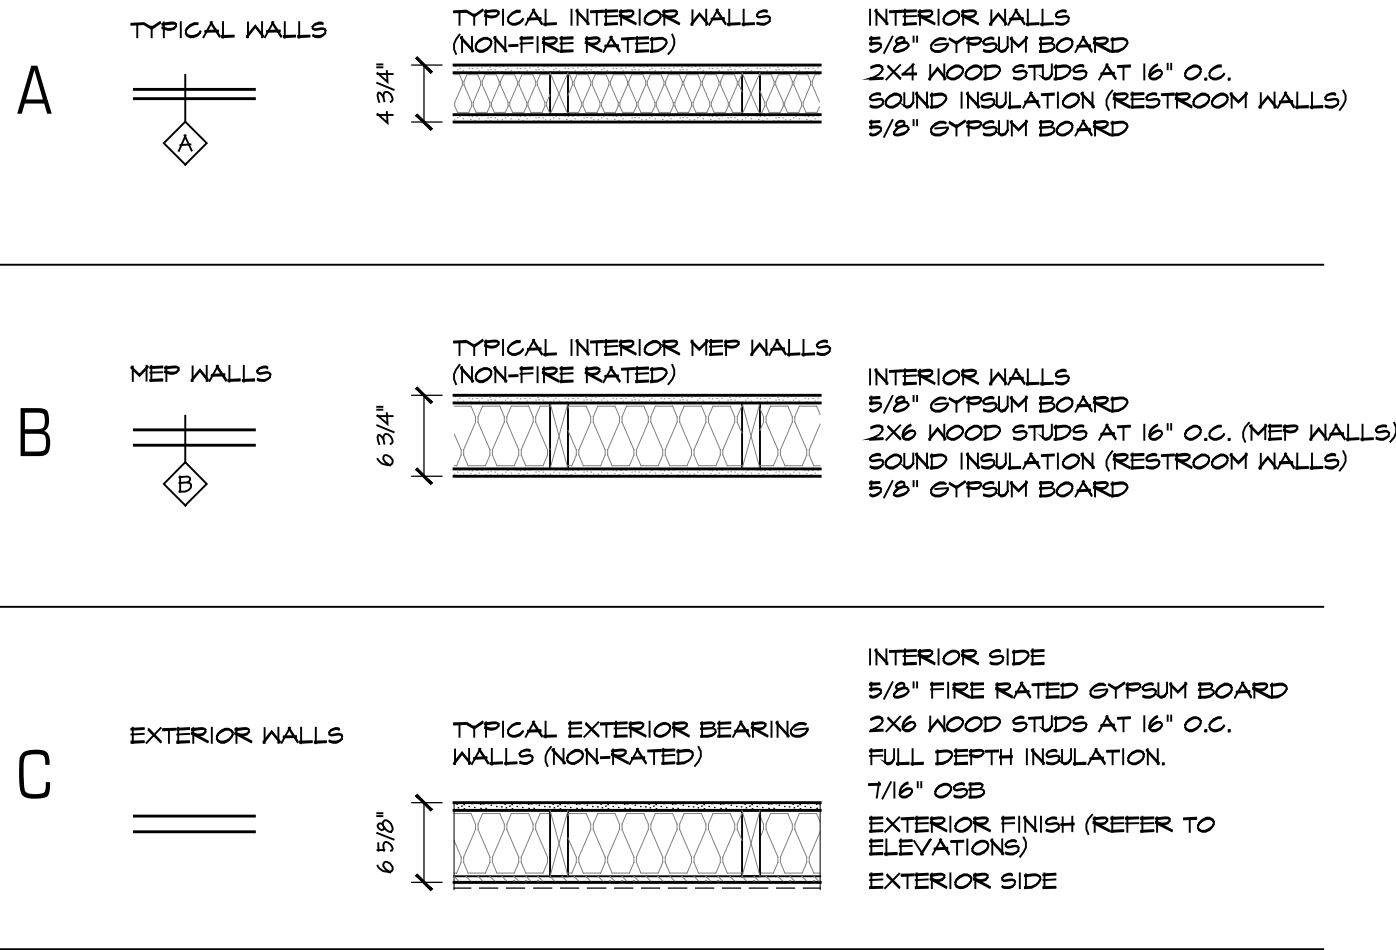 A
TYPICAL WALLS
A
4 3/4"
TYPICAL INTERIOR WALLS
(NON-FIRE RATED)
INTERIOR WALLS
5/8" GYPSUM BOARD
2X4 WOOD STUDS AT 16" O.C.
SOUND INSULATION (RESTROOM WALLS)
5/8" GYPSUM BOARD
B
MEP WALLS
B
6 3/4"
TYPICAL INTERIOR MEP WALLS
(NON-FIRE RATED)
INTERIOR WALLS
5/8" GYPSUM BOARD
2X6 WOOD STUDS AT 16" O.C. (MEP WALLS)
SOUND INSULATION (RESTROOM WALLS)
5/8" GYPSUM BOARD
C
EXTERIOR WALLS
6 5/8"
TYPICAL EXTERIOR BEARING
WALLS (NON-RATED)
INTERIOR SIDE
5/8" FIRE RATED GYPSUM BOARD
2X6 WOOD STUDS AT 16" O.C.
FULL DEPTH INSULATION.
7/16" OSB
EXTERIOR FINISH (REFER TO
ELEVATIONS)
EXTERIOR SIDE